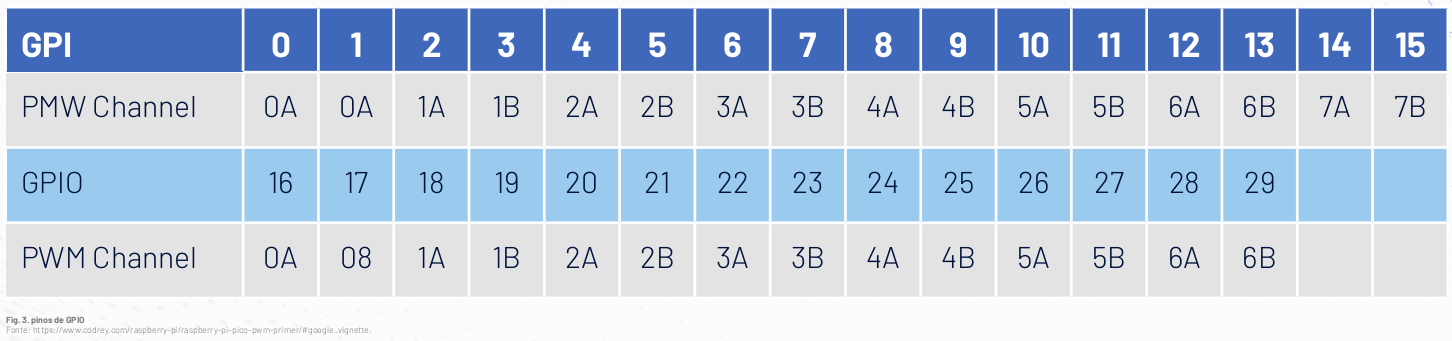 GPI 0 1 2 3 4 5 6 7 8 9 10 11 12 13 14 15
PMW Channel 0A 0A 1A 1B 2A 2B 3A 3B 4A 4B 5A 5B 6A 6B 7A 7B
GPIO 16 17 18 19 20 21 22 23 24 25 26 27 28 29
PWM Channel 0A 08 1A 1B 2A 2B 3A 3B 4A 4B 5A 5B 6A 6B
Fig. 3. pinos de GPIO
Fonte: https://www.codrey.com/raspberry-pi/raspberry-pi-pico-pwm-primer/#google_vignette.